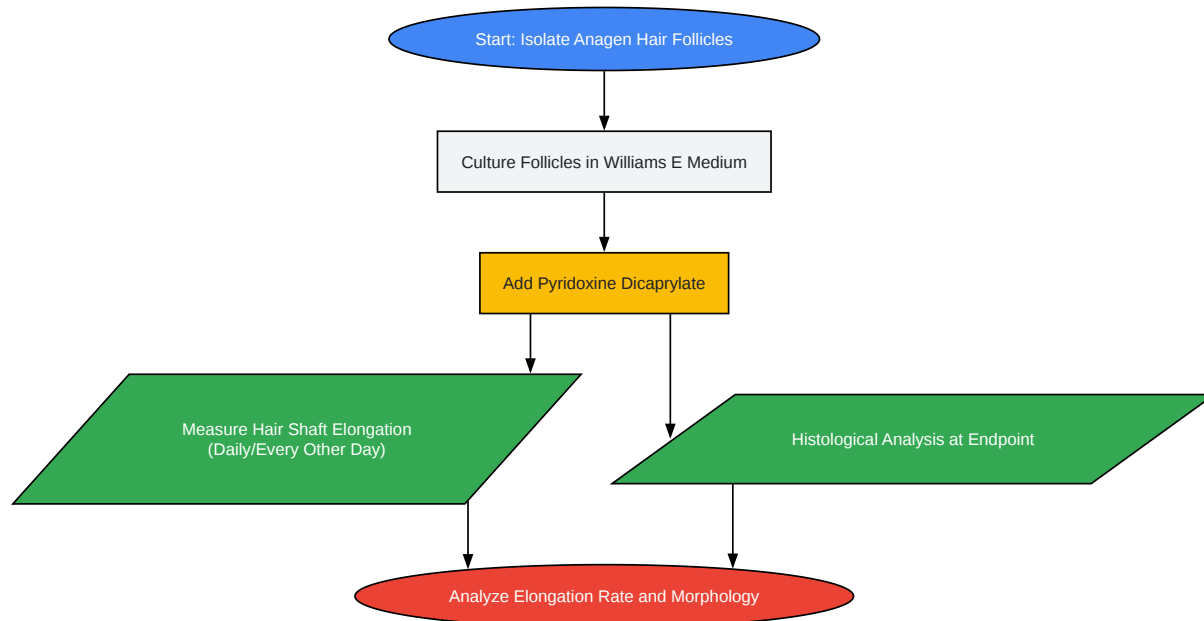 Start: Isolate Anagen Hair Follicles
Culture Follicles in Williams E Medium
Add Pyridoxine Dicaprylate
Measure Hair Shaft Elongation
(Daily/Every Other Day)
Histological Analysis at Endpoint
Analyze Elongation Rate and Morphology